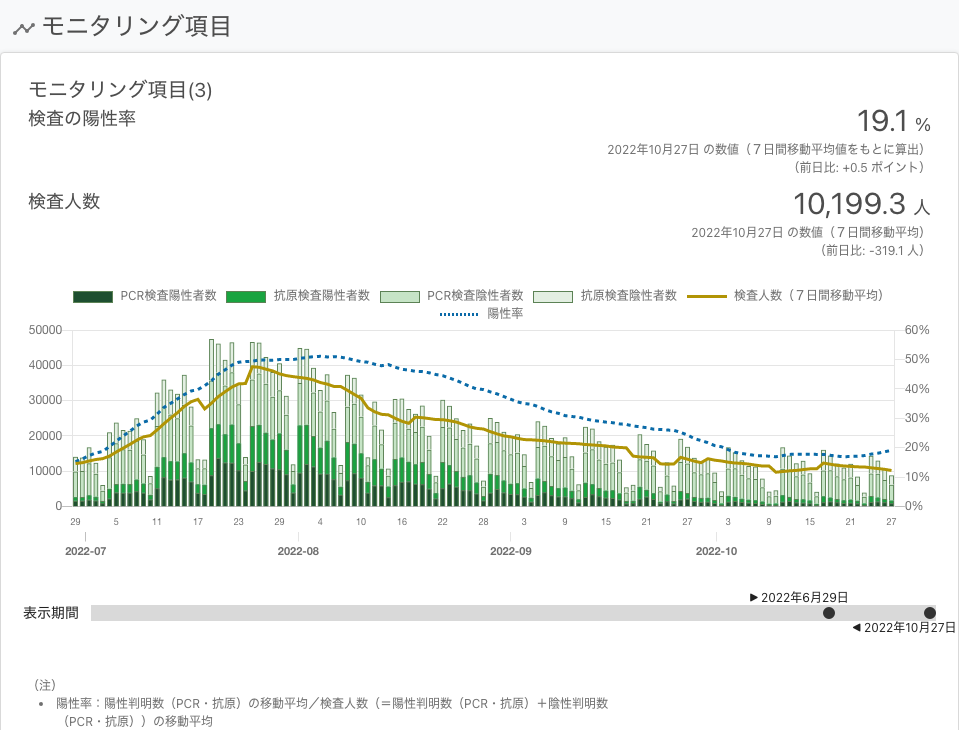 モニタリング項目
モニタリング項目(3)
検査の陽性率
19.1 %
2022年10月27日 の数値（７日間移動平均値をもとに算出）
（前日比: +0.5 ポイント）
検査人数
10,199.3 人
2022年10月27日 の数値（７日間移動平均）
（前日比: -319.1 人）
PCR検査陽性者数 抗原検査陽性者数 PCR検査陰性者数 抗原検査陰性者数 検査人数（７日間移動平均）
陽性率
50000 60%
40000 50%
30000 40%
20000 30%
10000 20%
0 10%
0%
29 5 11 17 23 29 4 10 16 22 28 3 9 15 21 27 3 9 15 21 27
2022-07 2022-08 2022-09 2022-10
▶ 2022年6月29日
表示期間
◀ 2022年10月27日
（注）
• 陽性率：陽性判明数（PCR・抗原）の移動平均／検査人数（＝陽性判明数（PCR・抗原）＋陰性判明数
（PCR・抗原））の移動平均